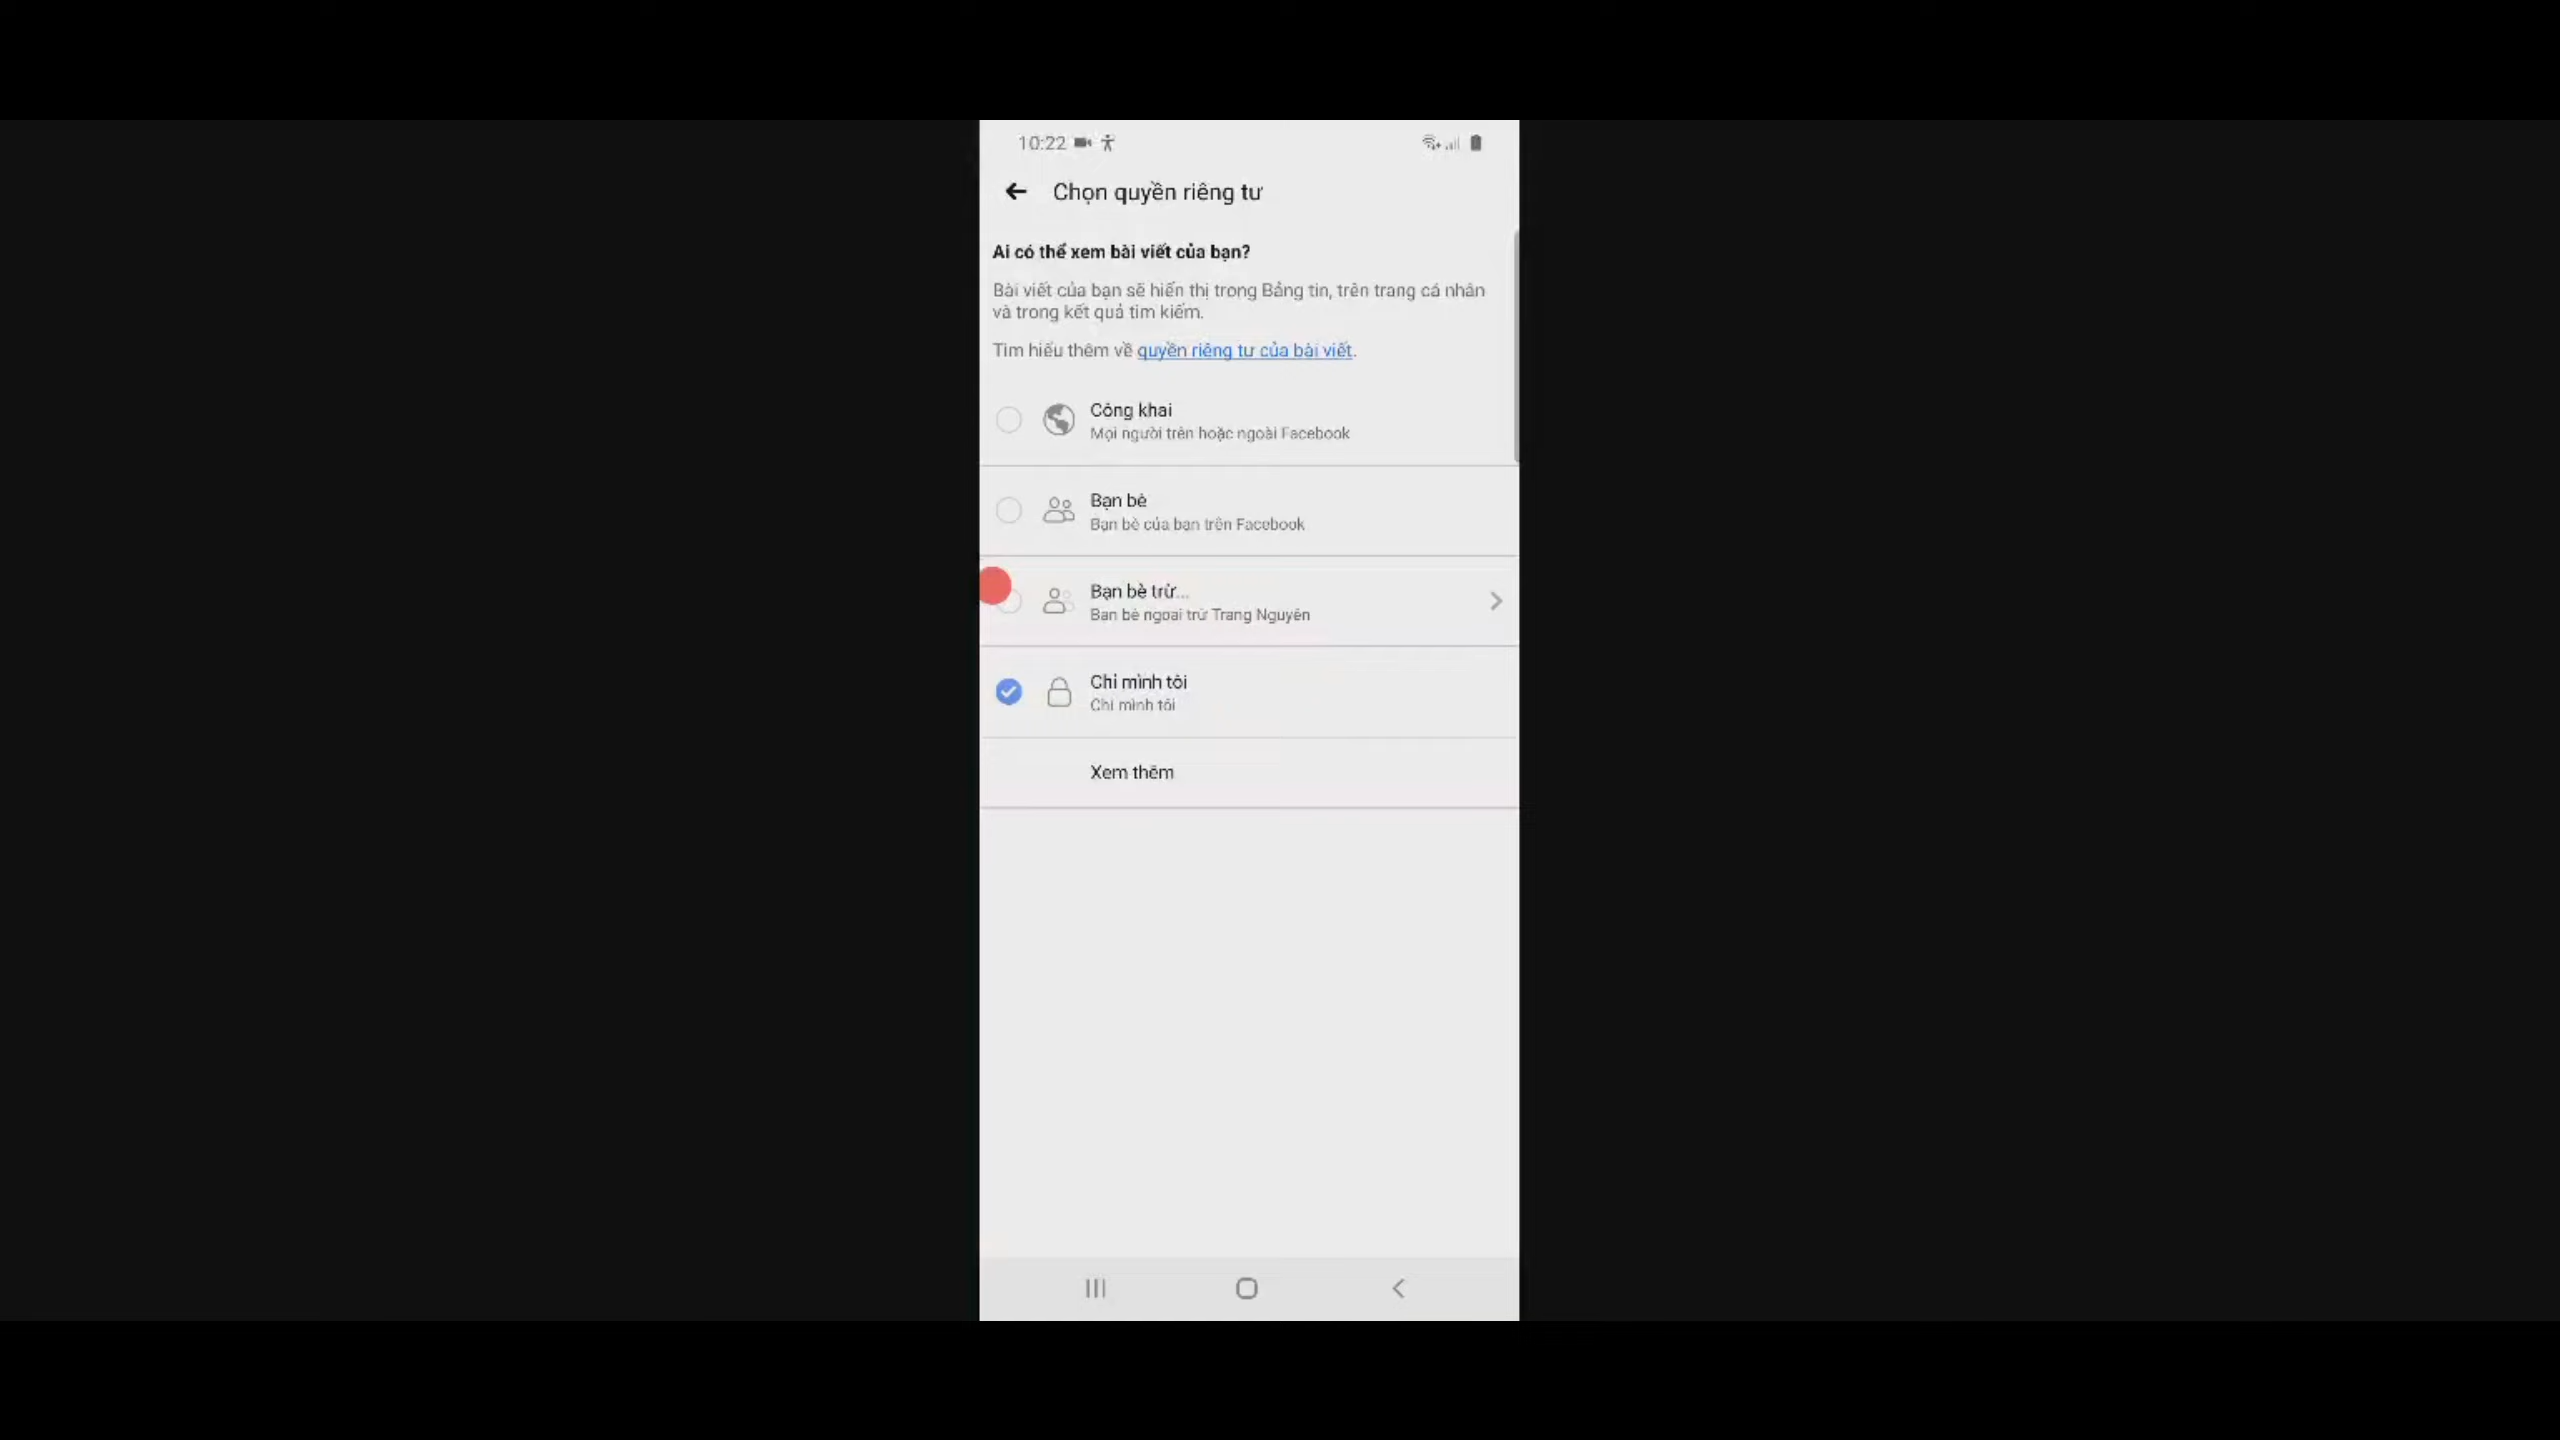 10:22
Chọn quyền riêng tư
Ai có thể xem bài viết của bạn?
Bài viết của bạn sẽ hiển thị trong Bảng tin, trên trang cá nhân
và trong kết quả tìm kiếm.
Tìm hiểu thêm về quyền riêng tư của bài viết.
Công khai
Mọi người trên hoặc ngoài Facebook
Bạn bè
Bạn bè của bạn trên Facebook
Bạn bè trừ...
Bạn bè ngoại trừ Trang Nguyên
Chỉ mình tôi
Chỉ mình tôi
Xem thêm